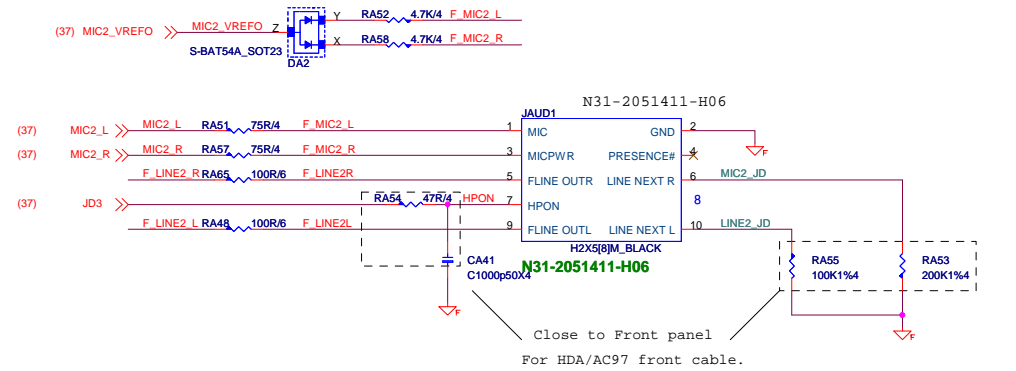 Y RA52 4.7K/4 F_MIC2_L
(37) MIC2_VREFO MIC2_VREFO Z
X RA58 4.7K/4 F_MIC2_R
S-BAT54A_SOT23
DA2
N31-2051411-H06
JAUD1
(37) MIC2_L MIC2_L RA51 75R/4 F_MIC2_L 1 MIC GND 2
F
(37) MIC2_R MIC2_R RA57 75R/4 F_MIC2_R 3 MICPWR PRESENCE# 4
F_LINE2_R RA65 100R/6 F_LINE2R 5 FLINE OUTR LINE NEXT R 6 MIC2_JD
(37) JD3 RA54 47R/4 HPON 7 HPON 8
F_LINE2_L RA48 100R/6 F_LINE2L 9 FLINE OUTL LINE NEXT L 10 LINE2_JD
H2X5[8]M_BLACK
CA41 N31-2051411-H06 RA55 RA53
C1000p50X4 100K1%4 200K1%4
F
F
Close to Front panel
For HDA/AC97 front cable.